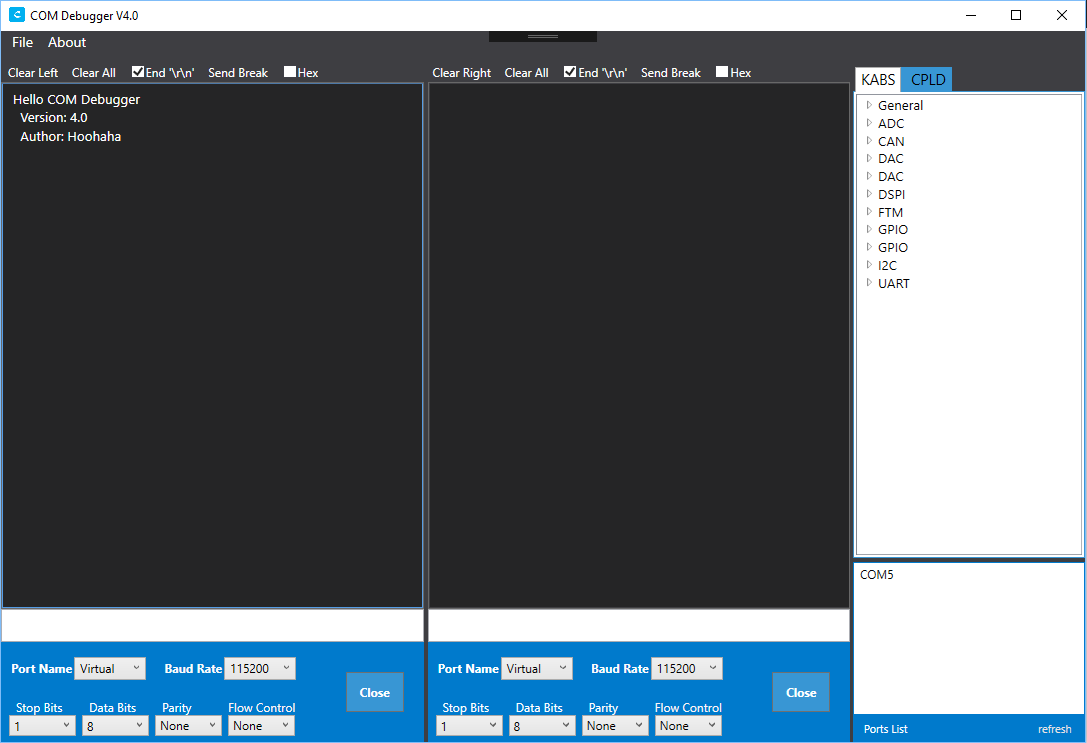 COM Debugger V4.0
File About
Clear Left Clear All End '\r\n' Send Break Hex
Hello COM Debugger
Version: 4.0
Author: Hoohaha
Port Name Virtual Baud Rate 115200
Close
Stop Bits Data Bits Parity Flow Control
1 8 None None
Clear Right Clear All End '\r\n' Send Break Hex
Port Name Virtual Baud Rate 115200
Close
Stop Bits Data Bits Parity Flow Control
1 8 None None
KABS CPLD
General
ADC
CAN
DAC
DAC
DSPI
FTM
GPIO
GPIO
I2C
UART
COM5
Ports List refresh